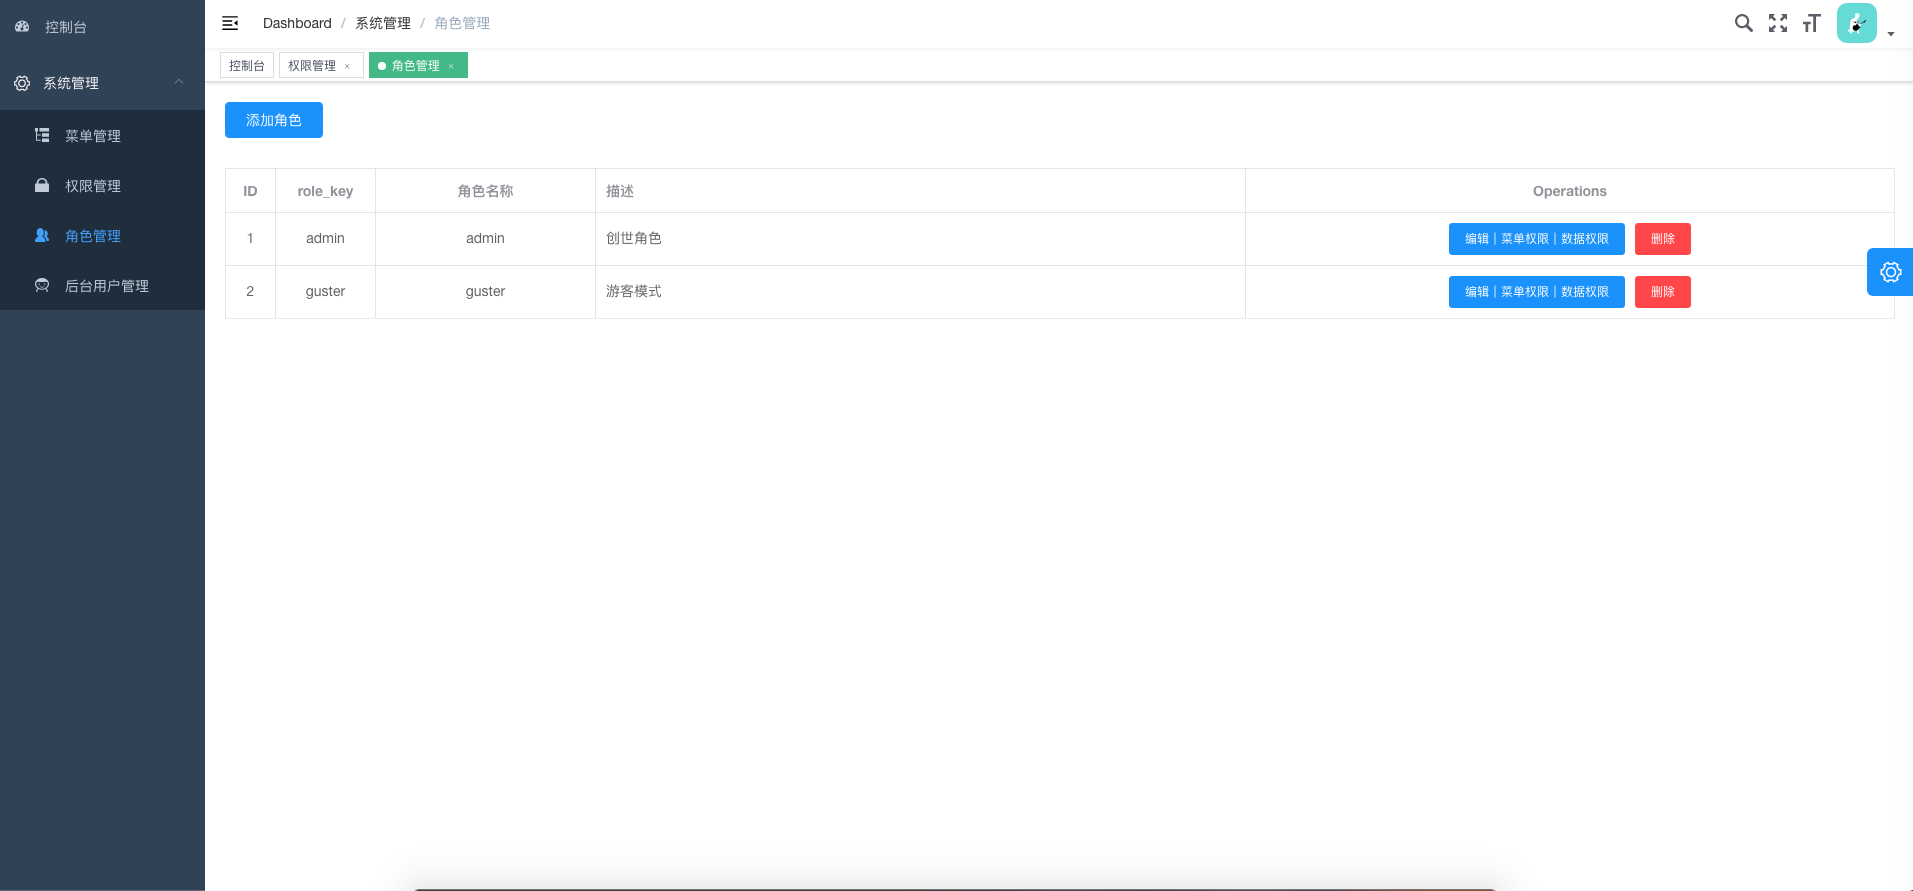 控制台
系统管理
菜单管理
权限管理
角色管理
后台用户管理
Dashboard / 系统管理 / 角色管理
控制台 权限管理 × 角色管理 ×
添加角色
ID role_key 角色名称 描述 Operations
1 admin admin 创世角色 编辑 | 菜单权限 | 数据权限 删除
2 guster guster 游客模式 编辑 | 菜单权限 | 数据权限 删除